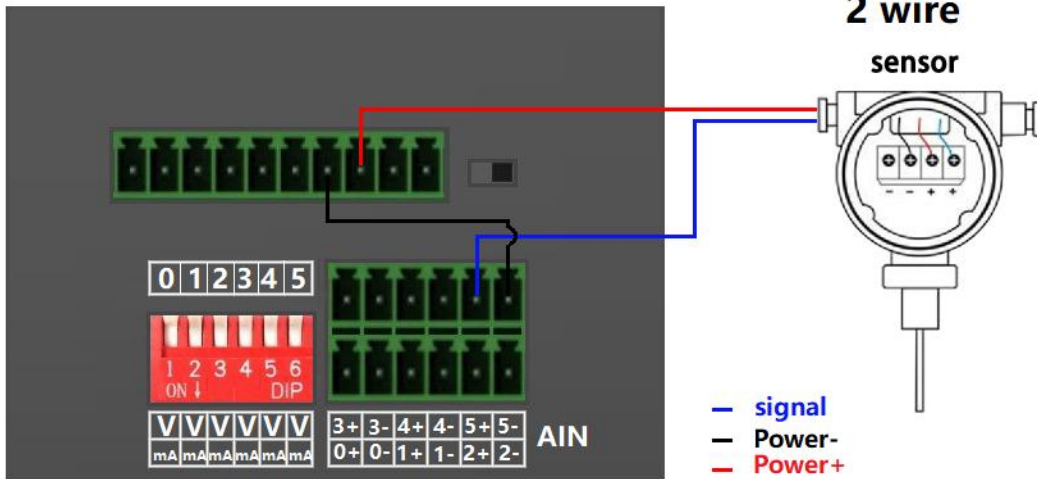 2 wire
sensor
0 1 2 3 4 5
1 2 3 4 5 6
ON ↓ DIP
V V V V V V
mA mA mA mA mA mA
3+ 3- 4+ 4- 5+ 5-
0+ 0- 1+ 1- 2+ 2-
AIN
- - + +
signal
Power-
Power+